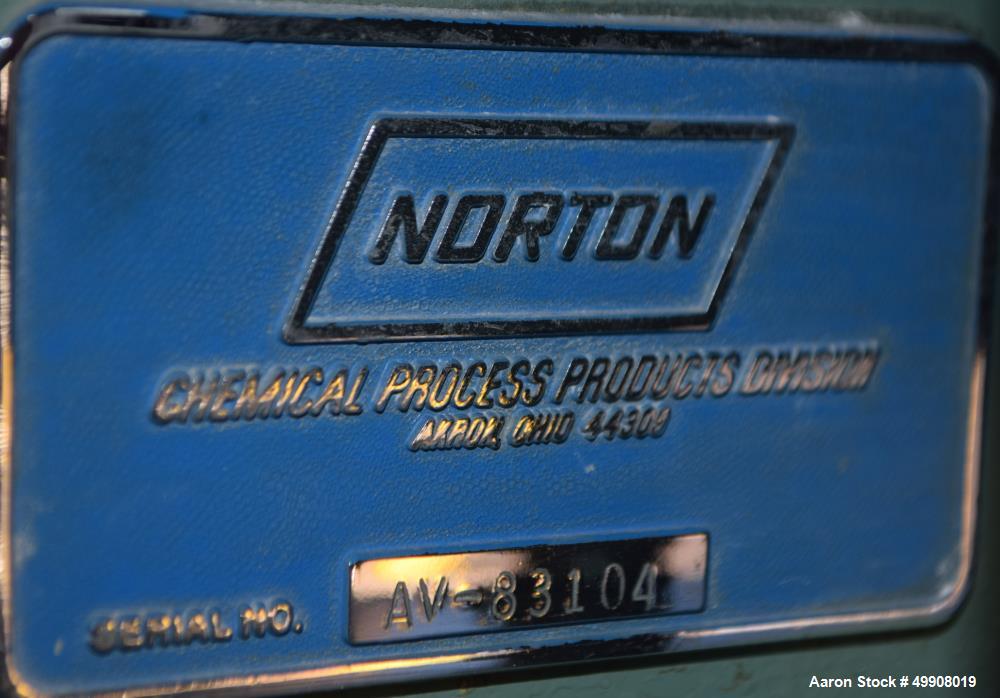 NORTON
CHEMICAL PROCESS PRODUCTS DIVISION
AKRON, OHIO 44309
SERIAL NO. AV-83104
Aaron Stock # 49908019